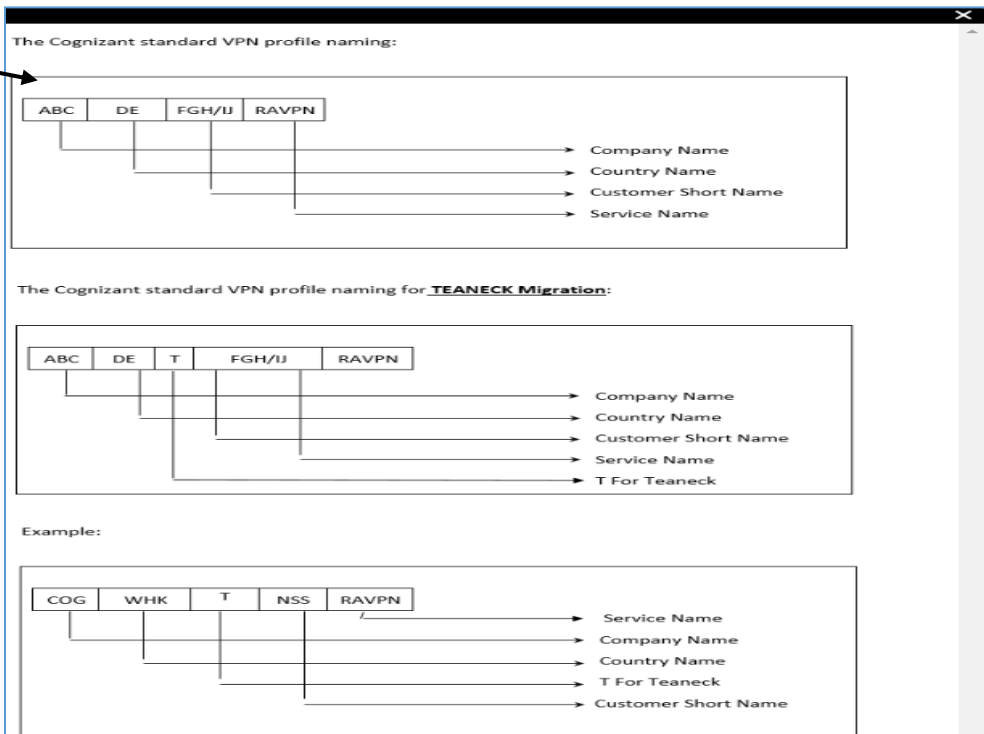 The Cognizant standard VPN profile naming:
ABC DE FGH/IJ RAVPN
Company Name
Country Name
Customer Short Name
Service Name
The Cognizant standard VPN profile naming for TEANECK Migration:
ABC DE T FGH/IJ RAVPN
Company Name
Country Name
Customer Short Name
Service Name
T For Teaneck
Example:
COG WHK T NSS RAVPN
Service Name
Company Name
Country Name
T For Teaneck
Customer Short Name